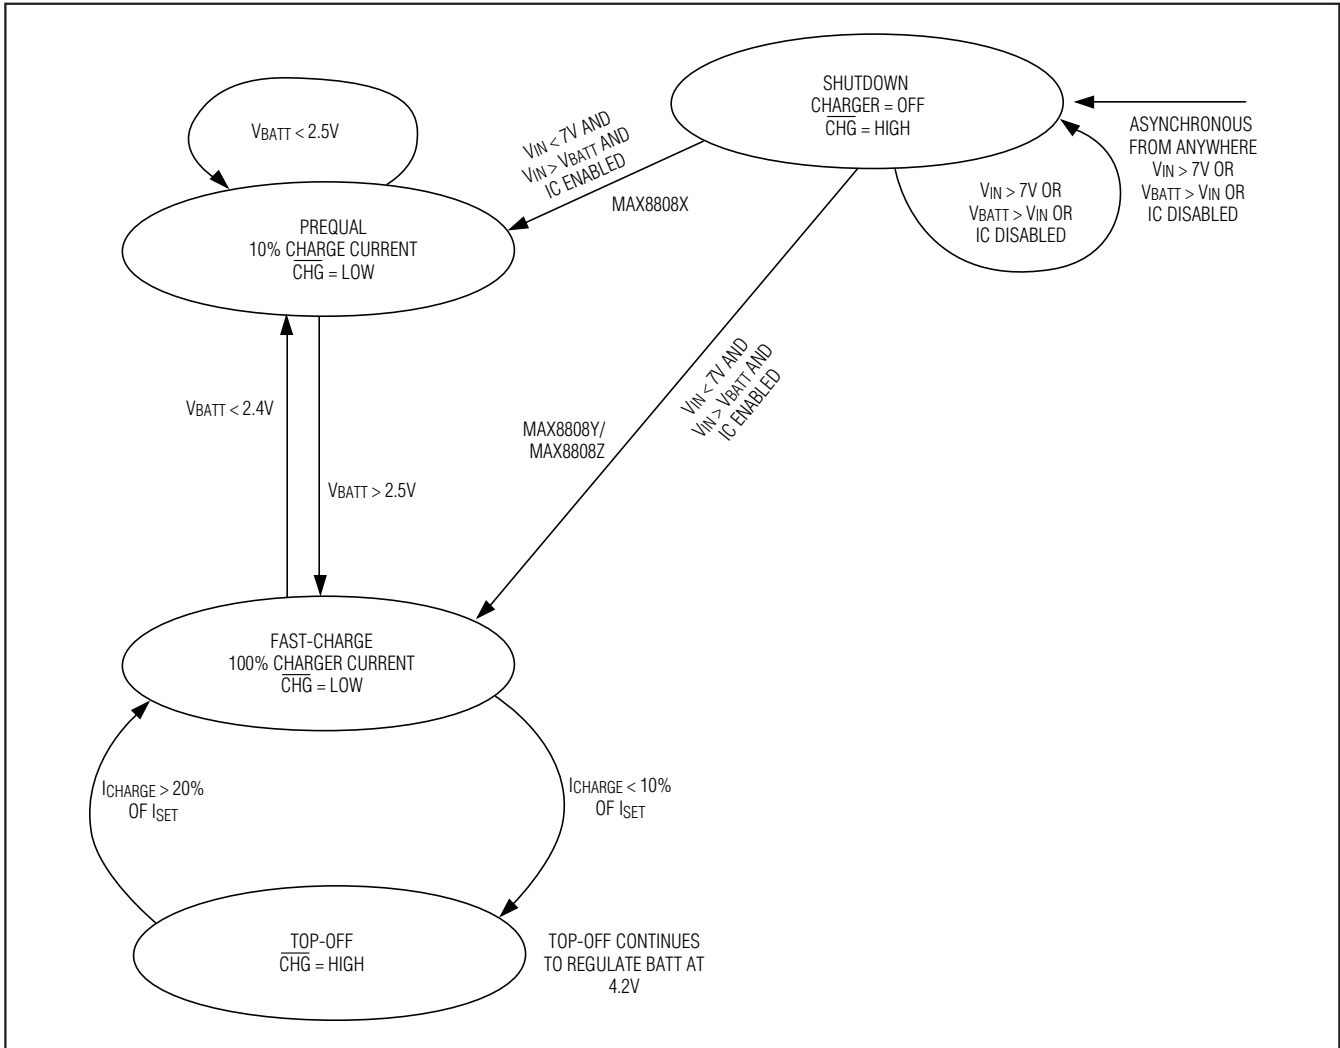 SHUTDOWN
CHARGER = OFF
CHG = HIGH
ASYNCHRONOUS
FROM ANYWHERE
VIN > 7V OR
VBATT > VIN OR
IC DISABLED
VIN > 7V OR
VBATT > VIN OR
IC DISABLED
VBATT < 2.5V
VIN < 7V AND
VIN > VBATT AND
IC ENABLED
MAX8808X
PREQUAL
10% CHARGE CURRENT
CHG = LOW
VIN < 7V AND
VIN > VBATT AND
IC ENABLED
MAX8808Y/
MAX8808Z
VBATT < 2.4V
VBATT > 2.5V
FAST-CHARGE
100% CHARGER CURRENT
CHG = LOW
ICHARGE > 20%
OF ISET
ICHARGE < 10%
OF ISET
TOP-OFF
CHG = HIGH
TOP-OFF CONTINUES
TO REGULATE BATT AT
4.2V